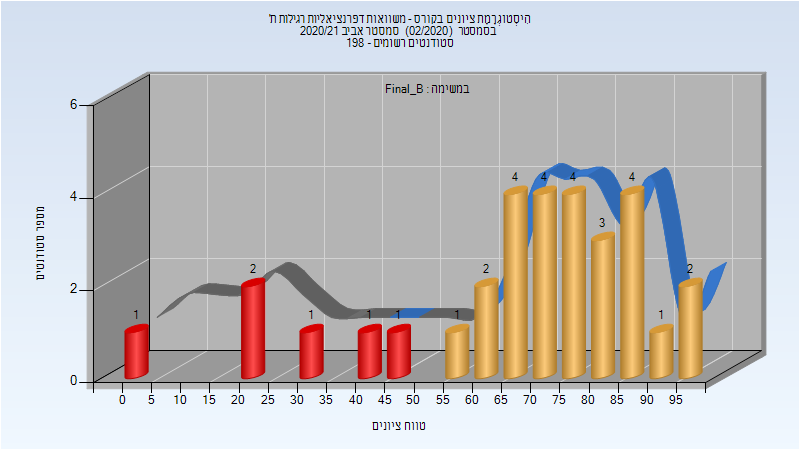 הִיסְטוֹגְרָמַת ציונים בקורס - משוואות דפרנציאליות רגילות ח'
בסמסטר (02/2020) סמסטר אביב 2020/21
סטודנטים רשומים - 198
במשימה : Final_B
מספר סטודנטים
6
4
2
0
1 2 1 1 1 1 2 4 4 4 3 4 1 2
0 5 10 15 20 25 30 35 40 45 50 55 60 65 70 75 80 85 90 95
טווח ציונים